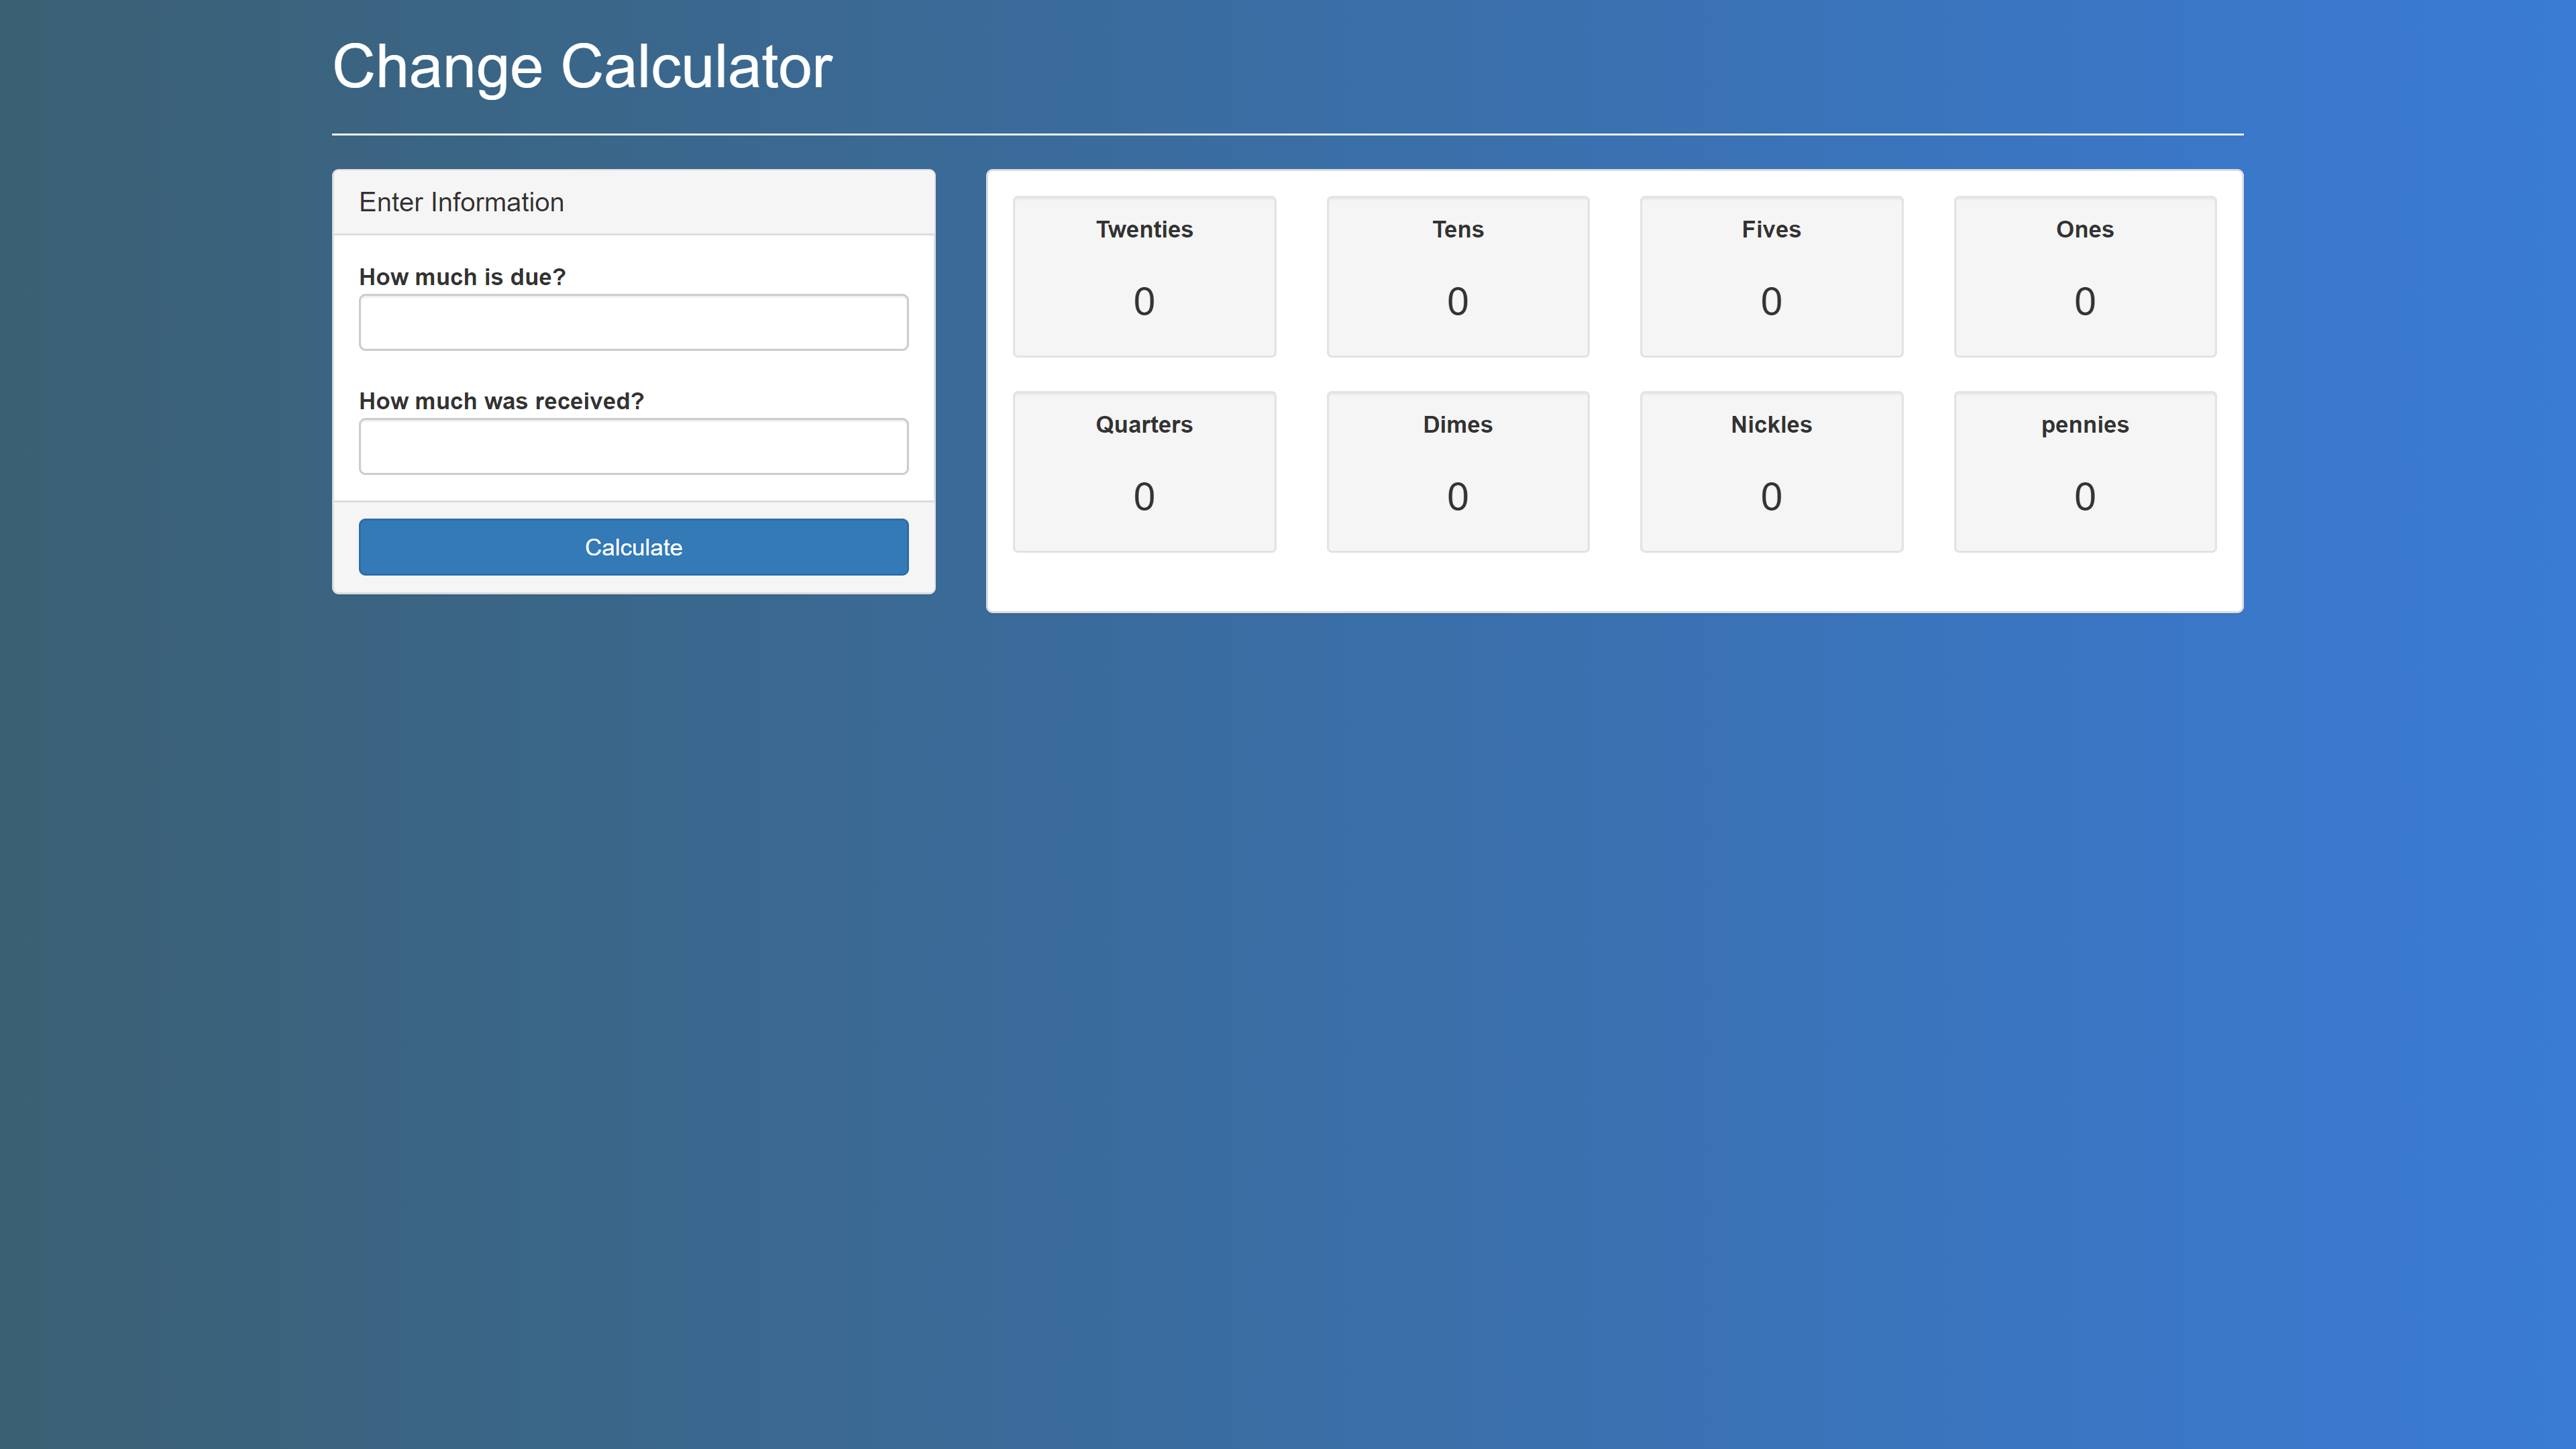 Change Calculator
Enter Information
How much is due?
How much was received?
Calculate
Twenties Tens Fives Ones
0 0 0 0
Quarters Dimes Nickles pennies
0 0 0 0